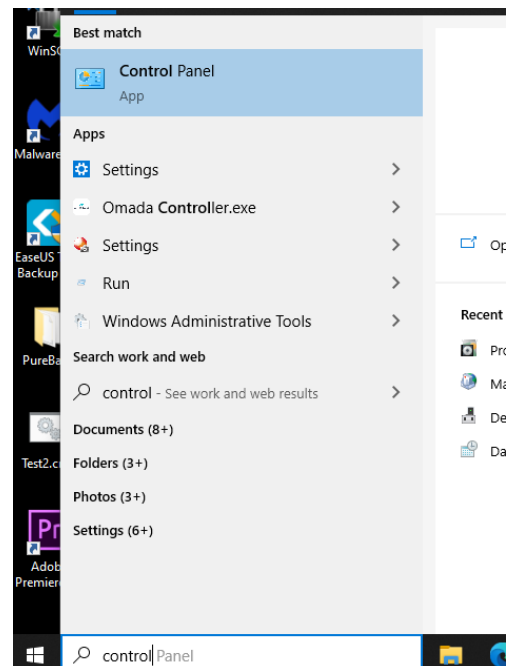 WinSC
Malware
EaseUS T
Backup
PureBa
Test2.c
Pr
Adob
Premier
Best match
Control Panel
App
Apps
Settings
Omada Controller.exe
Settings
Run
Windows Administrative Tools
Search work and web
control - See work and web results
Documents (8+)
Folders (3+)
Photos (3+)
Settings (6+)
Op
Recent
Pro
Ma
De
Da
control Panel